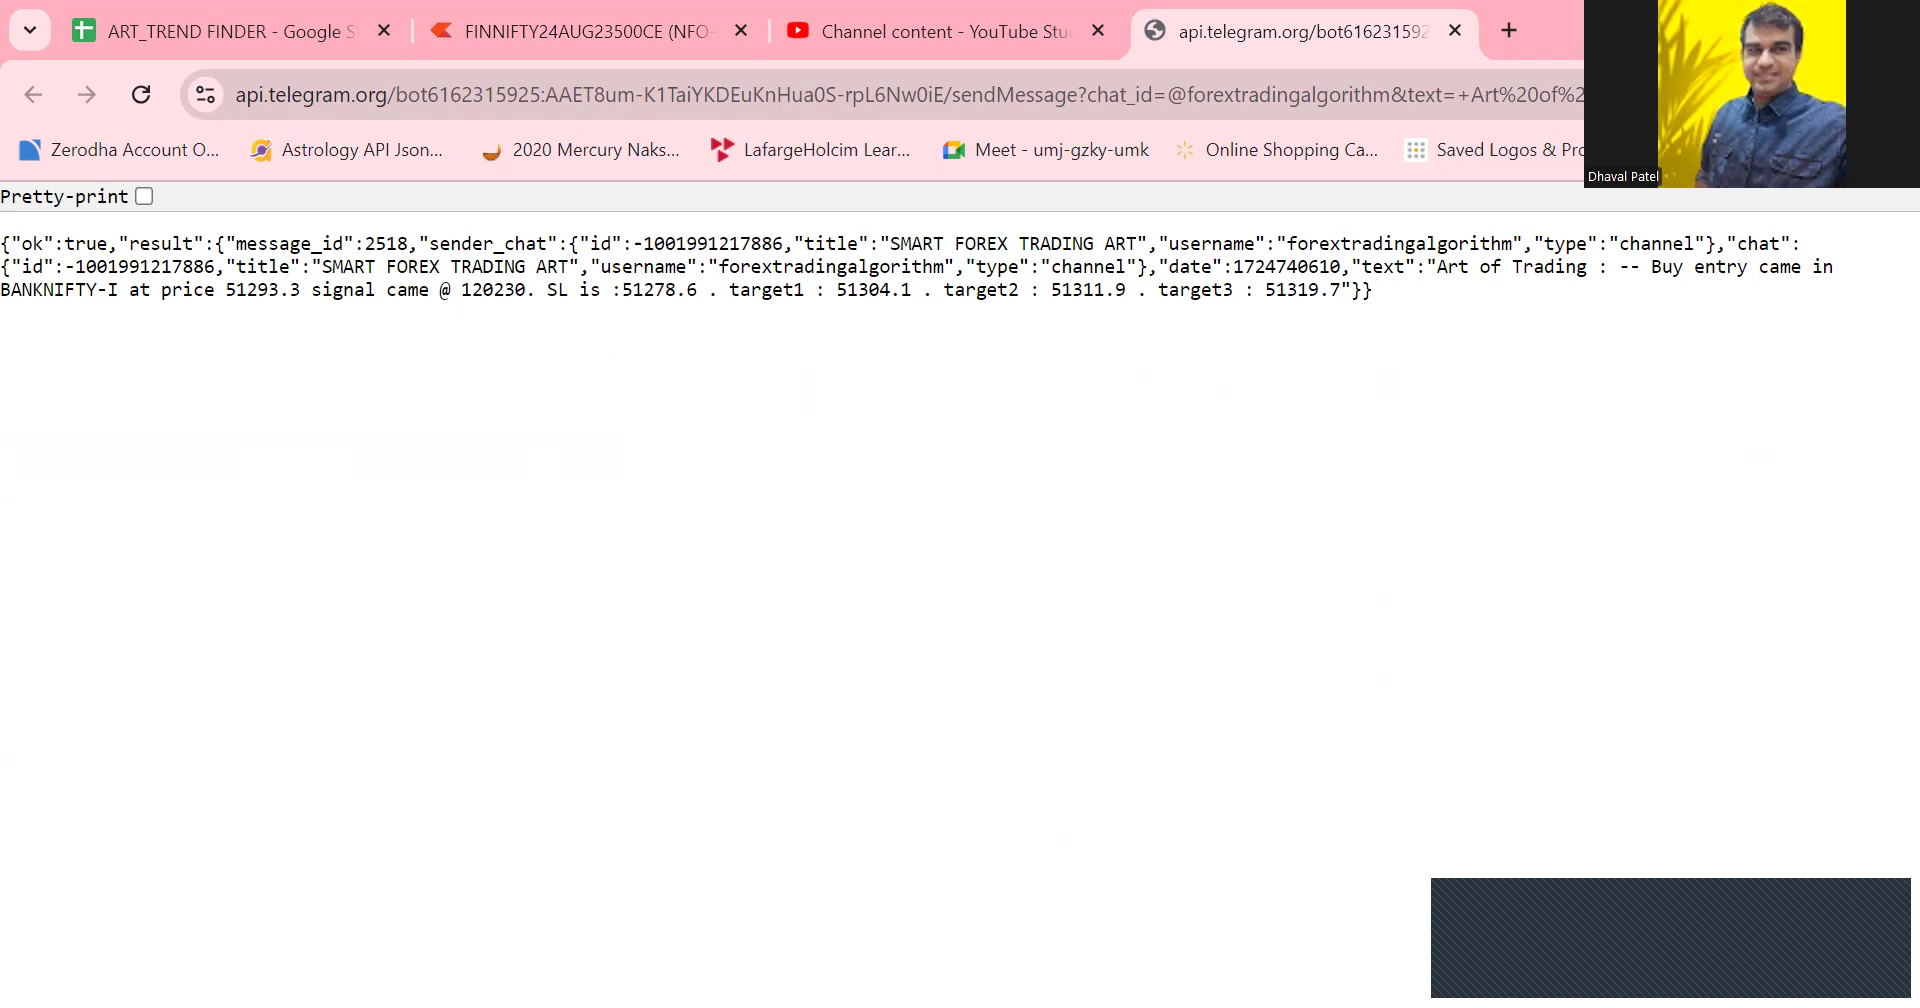 ART_TREND FINDER - Google S
FINNIFTY24AUG23500CE (NFO-
Channel content - YouTube Stu
api.telegram.org/bot616231592
api.telegram.org/bot6162315925:AAET8um-K1TaiYKDEuKnHua0S-rpL6Nw0iE/sendMessage?chat_id=@forextradingalgorithm&text=+Art%20of%2
Zerodha Account O...
Astrology API Json...
2020 Mercury Naks...
LafargeHolcim Lear...
Meet - umj-gzky-umk
Online Shopping Ca...
Saved Logos & Pro
Dhaval Patel
Pretty-print
{"ok":true,"result":{"message_id":2518,"sender_chat":{"id":-1001991217886,"title":"SMART FOREX TRADING ART","username":"forextradingalgorithm","type":"channel"},"chat":
{"id":-1001991217886,"title":"SMART FOREX TRADING ART","username":"forextradingalgorithm","type":"channel"},"date":1724740610,"text":"Art of Trading : -- Buy entry came in
BANKNIFTY-I at price 51293.3 signal came @ 120230. SL is :51278.6 . target1 : 51304.1 . target2 : 51311.9 . target3 : 51319.7"}}